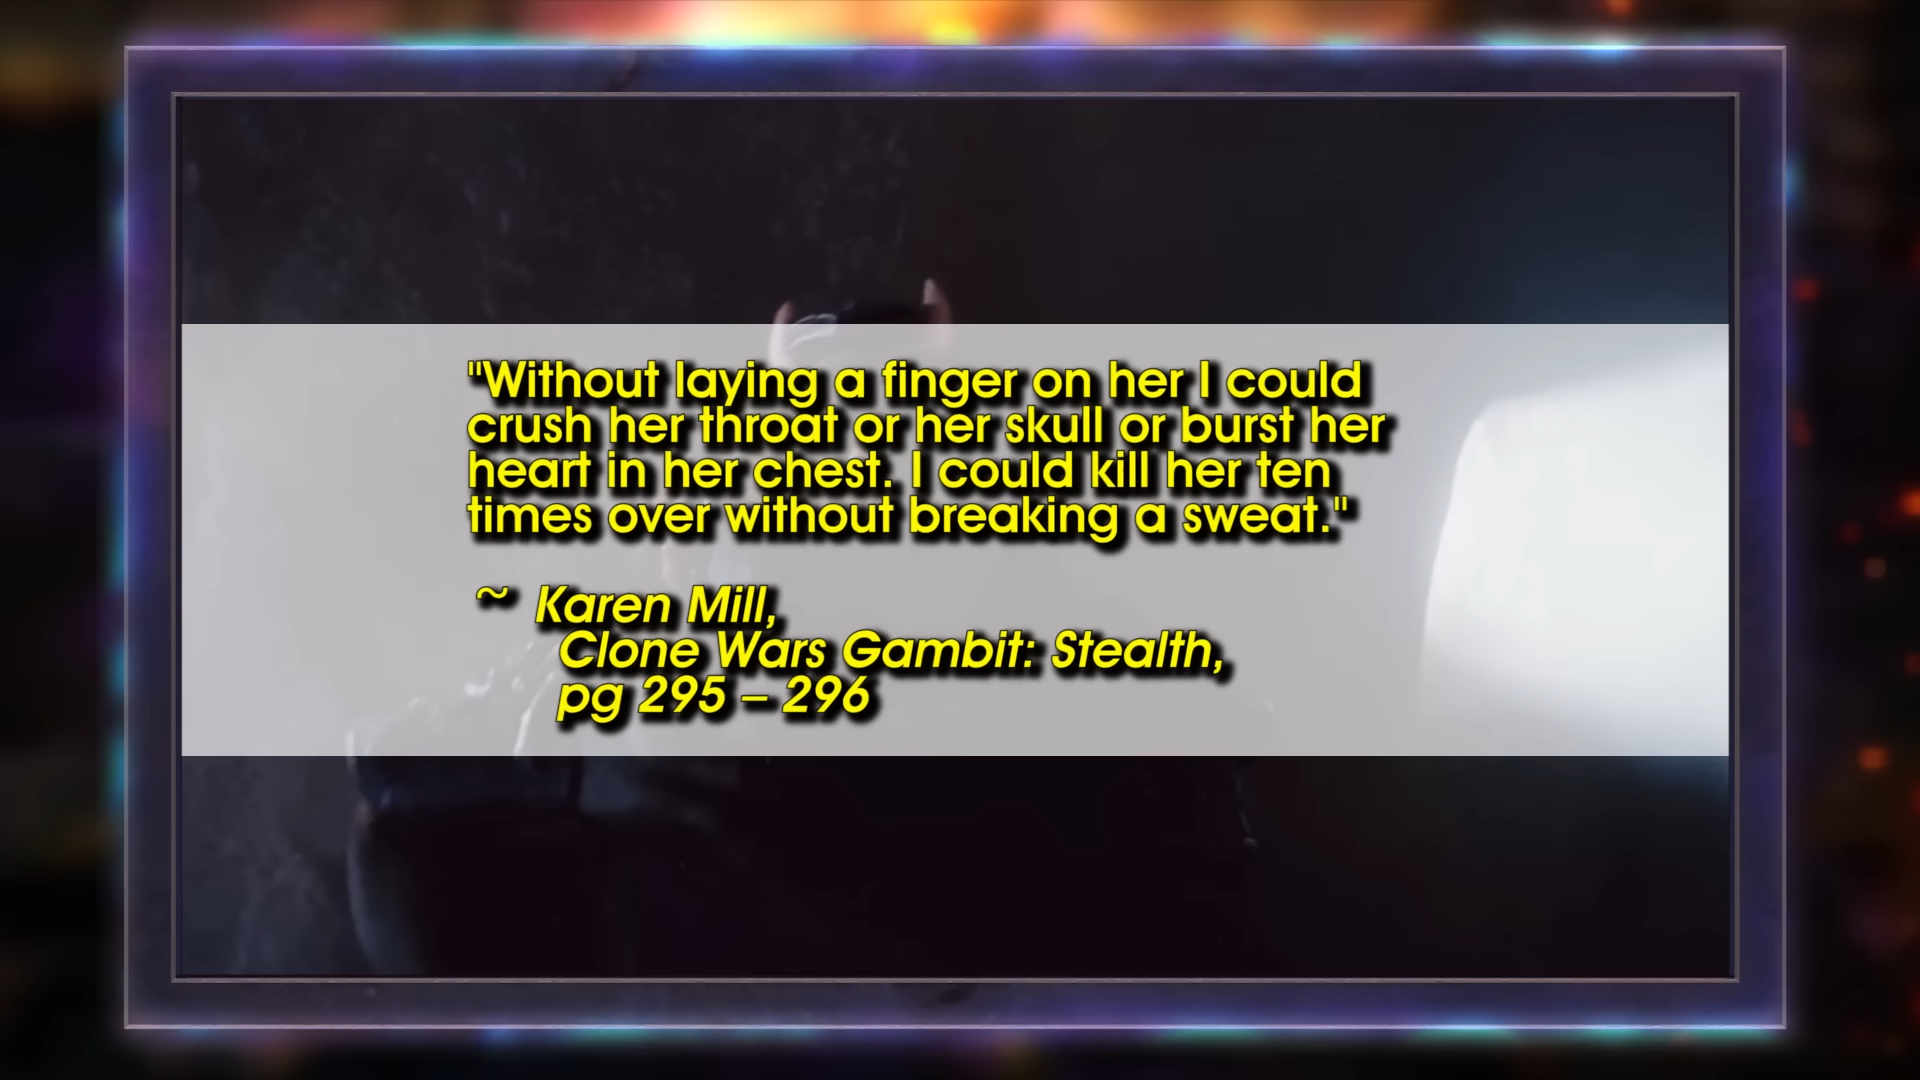 "Without laying a finger on her I could
crush her throat or her skull or burst her
heart in her chest. I could kill her ten
times over without breaking a sweat."
~ Karen Mill,
Clone Wars Gambit: Stealth,
pg 295 – 296